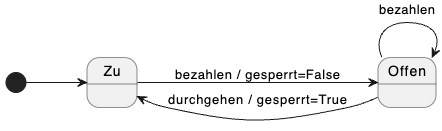 bezahlen
Zu
bezahlen / gesperrt=False
Offen
durchgehen / gesperrt=True